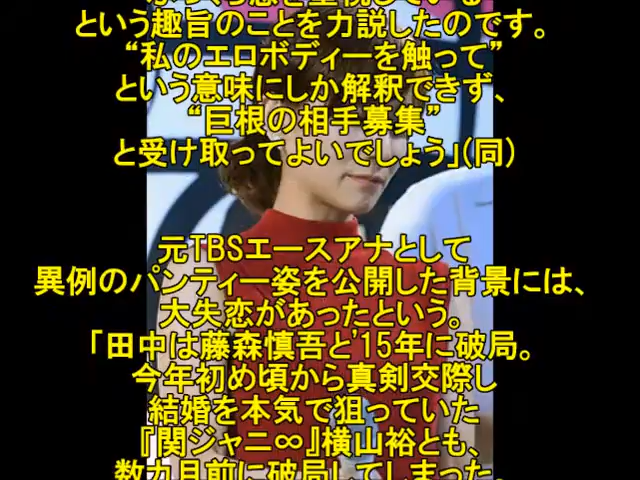 という趣旨のことを力説したのです。
“私のエロボディーを触って”
という意味にしか解釈できず、
“巨根の相手募集”
と受け取ってよいでしょう」(同)
元TBSエースアナとして
異例のパンティー姿を公開した背景には、
大失恋があったという。
「田中は藤森慎吾と'15年に破局。
今年初め頃から真剣交際し
結婚を本気で狙っていた
『関ジャニ∞』横山裕とも、
数カ月前に破局してしまった。